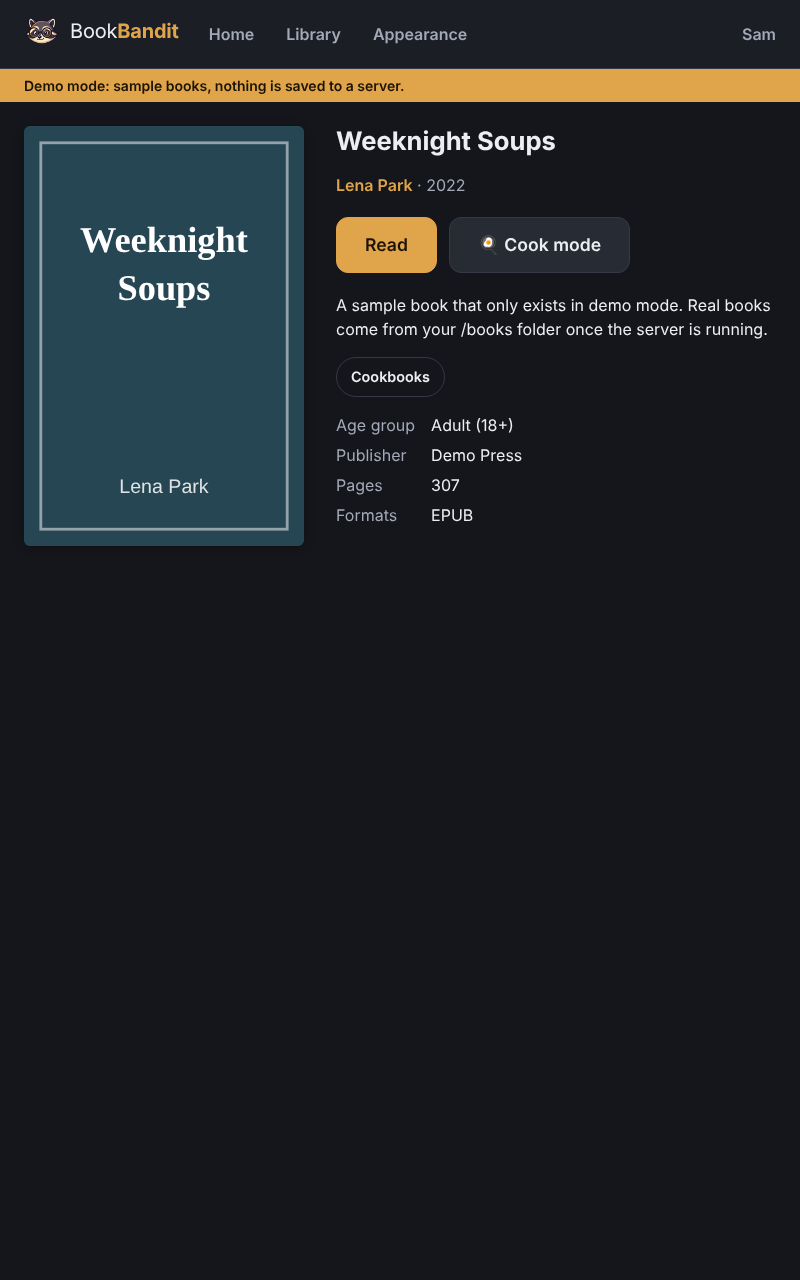 BookBandit
Home
Library
Appearance
Sam
Demo mode: sample books, nothing is saved to a server.
Weeknight
Soups
Lena Park
Weeknight Soups
Lena Park · 2022
Read
Cook mode
A sample book that only exists in demo mode. Real books
come from your /books folder once the server is running.
Cookbooks
Age group Adult (18+)
Publisher Demo Press
Pages 307
Formats EPUB